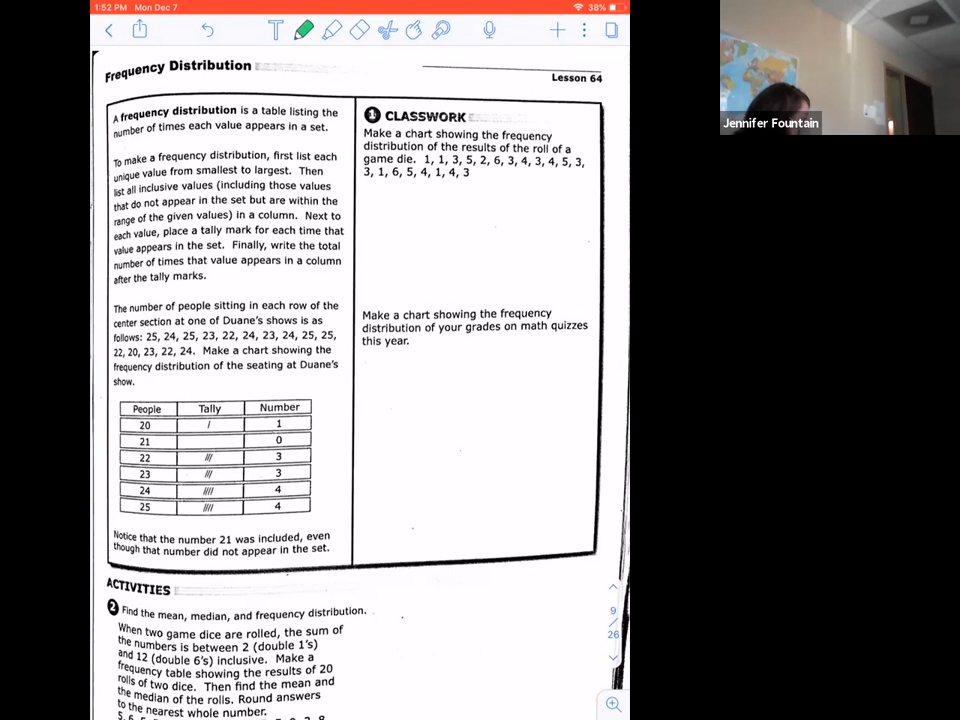 1:52 PM Mon Dec 7
38%
T
Frequency Distribution
Lesson 64
A frequency distribution is a table listing the
number of times each value appears in a set.
To make a frequency distribution, first list each
unique value from smallest to largest. Then
list all inclusive values (including those values
that do not appear in the set but are within the
range of the given values) in a column. Next to
each value, place a tally mark for each time that
value appears in the set. Finally, write the total
number of times that value appears in a column
after the tally marks.
The number of people sitting in each row of the
center section at one of Duane's shows is as
follows: 25, 24, 25, 23, 22, 24, 23, 24, 25, 25,
22, 20, 23, 22, 24. Make a chart showing the
frequency distribution of the seating at Duane's
show.
People Tally Number
20 / 1
21 0
22 /// 3
23 /// 3
24 //// 4
25 //// 4
Notice that the number 21 was included, even
though that number did not appear in the set.
1 CLASSWORK
Make a chart showing the frequency
distribution of the results of the roll of a
game die. 1, 1, 3, 5, 2, 6, 3, 4, 3, 4, 5, 3,
3, 1, 6, 5, 4, 1, 4, 3
Make a chart showing the frequency
distribution of your grades on math quizzes
this year.
ACTIVITIES
2 Find the mean, median, and frequency distribution.
When two game dice are rolled, the sum of
the numbers is between 2 (double 1's)
and 12 (double 6's) inclusive. Make a
frequency table showing the results of 20
rolls of two dice. Then find the mean and
the median of the rolls. Round answers
to the nearest whole number.
9
/
26
Jennifer Fountain